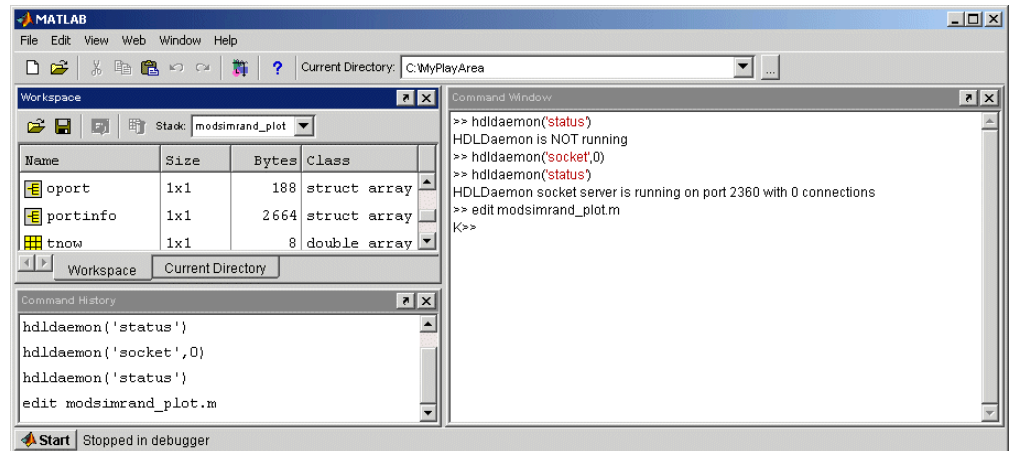 MATLAB
File Edit View Web Window Help
? Current Directory: C:\MyPlayArea ...
Workspace
Stack: modsimrand_plot
Name Size Bytes Class
oport 1x1 188 struct array
portinfo 1x1 2664 struct array
tnow 1x1 8 double array
Workspace Current Directory
Command History
hdldaemon('status')
hdldaemon('socket',0)
hdldaemon('status')
edit modsimrand_plot.m
Command Window
>> hdldaemon('status')
HDLDaemon is NOT running
>> hdldaemon('socket',0)
>> hdldaemon('status')
HDLDaemon socket server is running on port 2360 with 0 connections
>> edit modsimrand_plot.m
K>>
Start Stopped in debugger